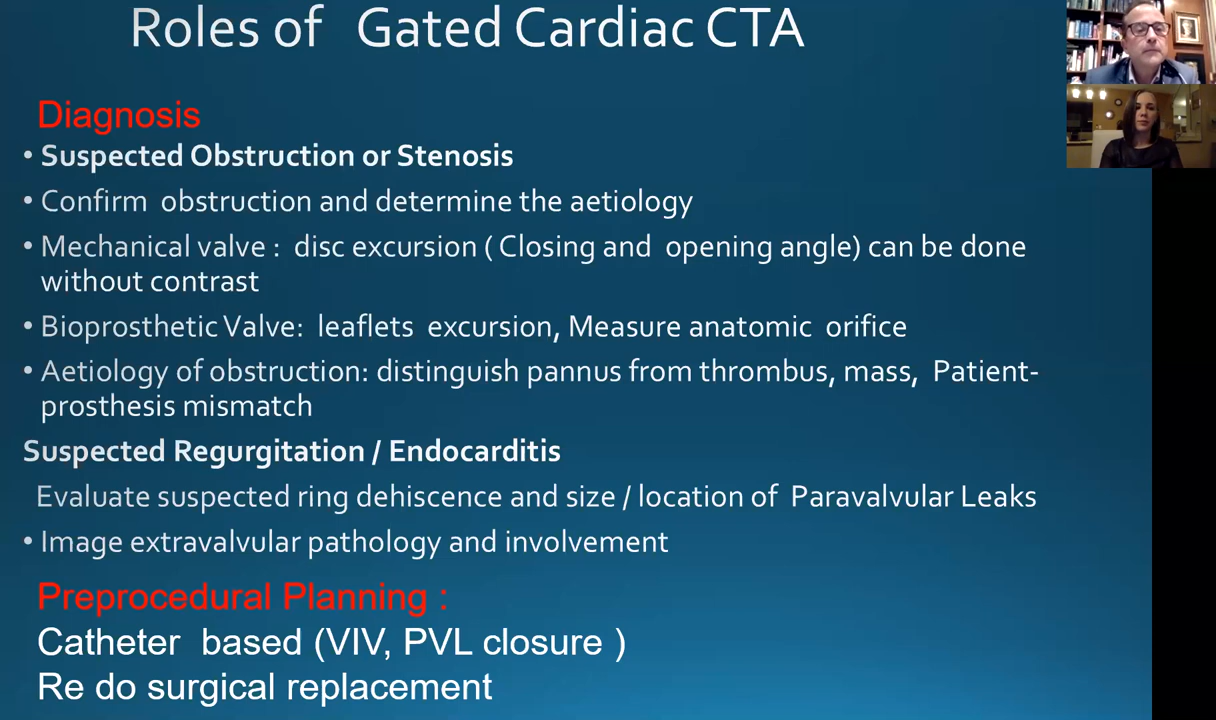 Roles of Gated Cardiac CTA
Diagnosis
• Suspected Obstruction or Stenosis
• Confirm obstruction and determine the aetiology
• Mechanical valve : disc excursion ( Closing and opening angle) can be done
without contrast
• Bioprosthetic Valve: leaflets excursion, Measure anatomic orifice
• Aetiology of obstruction: distinguish pannus from thrombus, mass, Patient-
prosthesis mismatch
Suspected Regurgitation / Endocarditis
Evaluate suspected ring dehiscence and size / location of Paravalvular Leaks
• Image extravalvular pathology and involvement
Preprocedural Planning :
Catheter based (VIV, PVL closure )
Re do surgical replacement